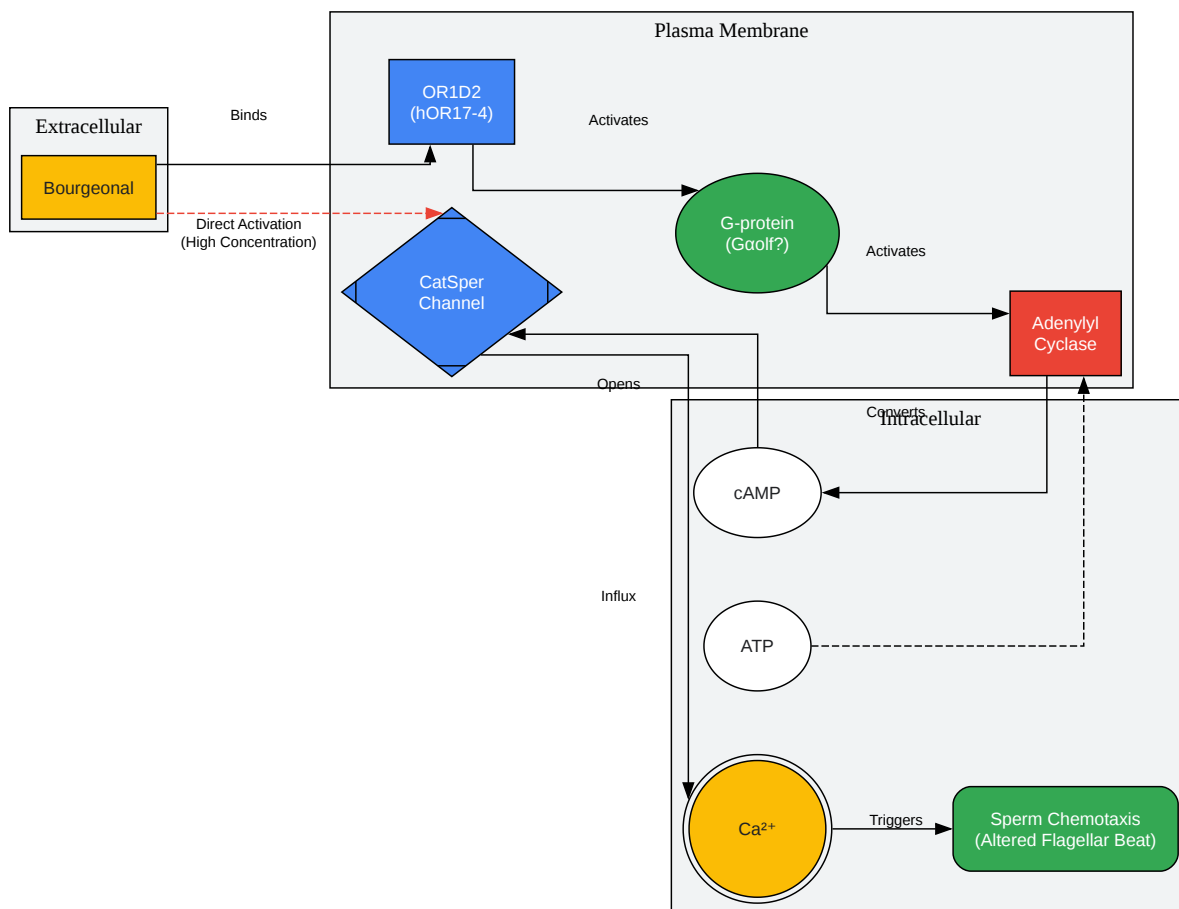 Plasma Membrane
OR1D2
(hOR17-4)
Binds
Activates
Extracellular
Bourgeonal
Direct Activation
(High Concentration)
G-protein
(Gαolf?)
Activates
CatSper
Channel
Adenylyl
Cyclase
Opens
Converts
Intracellular
cAMP
Influx
ATP
Ca²⁺
Triggers
Sperm Chemotaxis
(Altered Flagellar Beat)